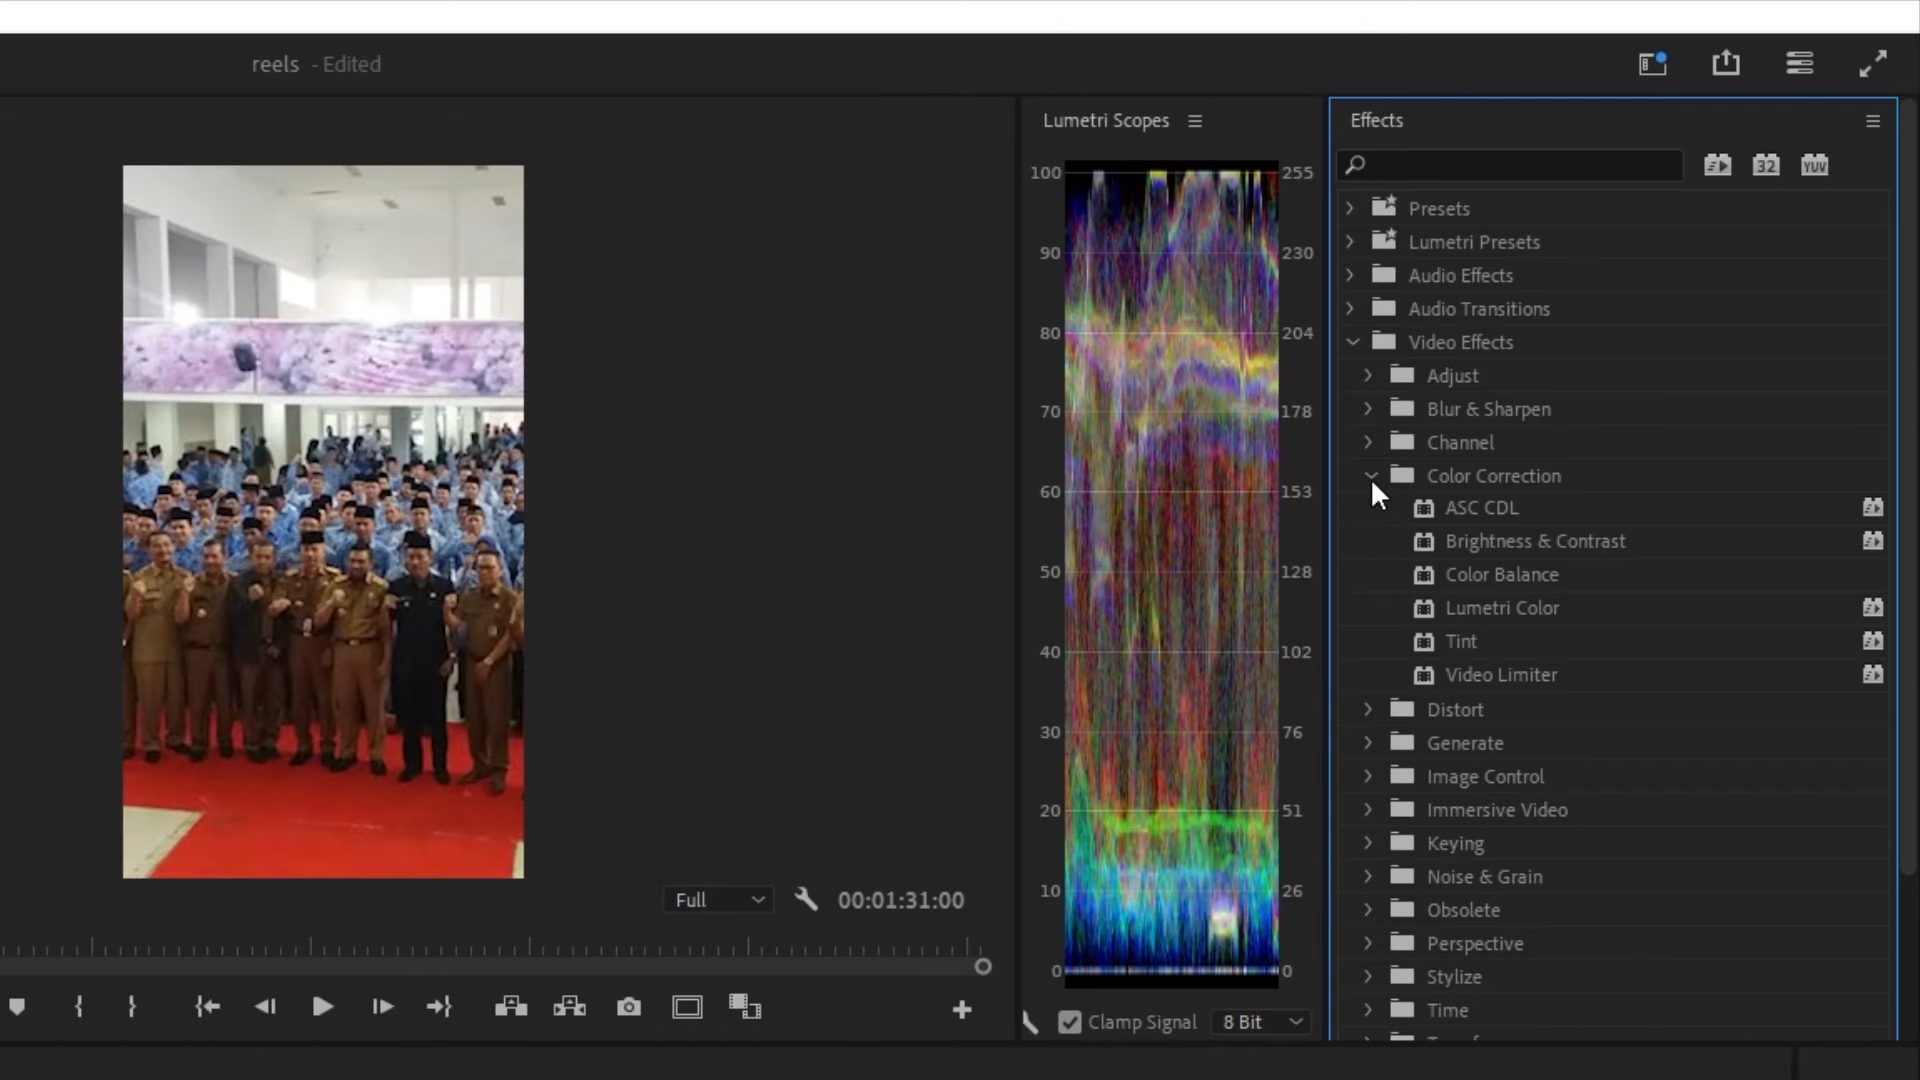 reels - Edited
Lumetri Scopes
Effects
32
YUV
100
255
90
230
80
204
70
178
60
153
50
128
40
102
30
76
20
51
10
26
0
0
Presets
Lumetri Presets
Audio Effects
Audio Transitions
Video Effects
Adjust
Blur & Sharpen
Channel
Color Correction
ASC CDL
Brightness & Contrast
Color Balance
Lumetri Color
Tint
Video Limiter
Distort
Generate
Image Control
Immersive Video
Keying
Noise & Grain
Obsolete
Perspective
Stylize
Time
Full
00:01:31:00
Clamp Signal
8 Bit